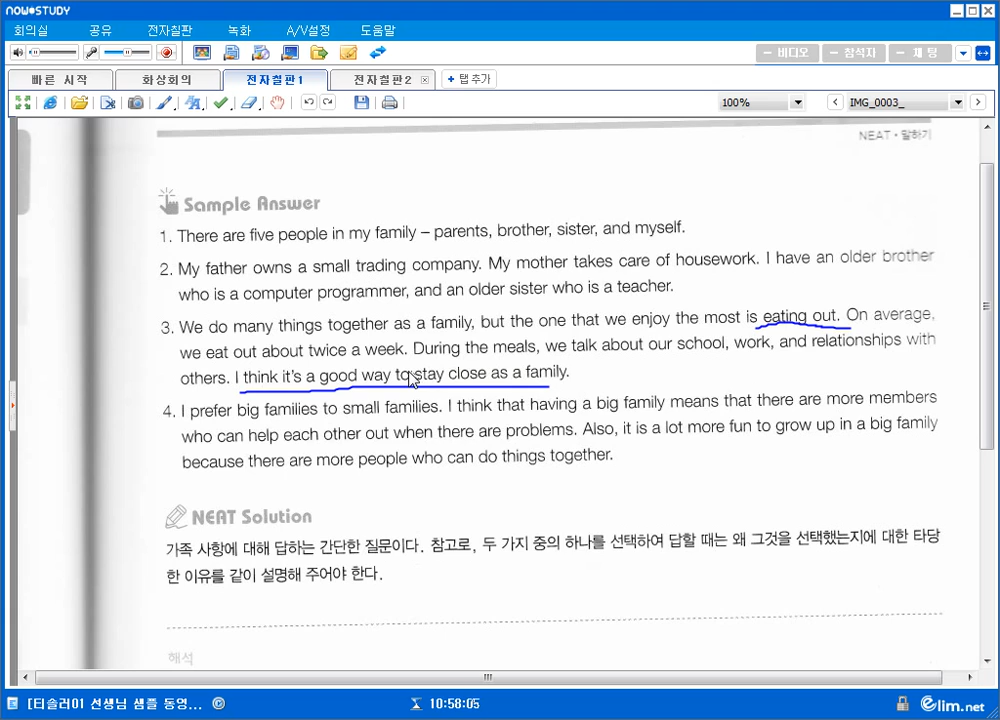 NOW STUDY
회의실 공유 전자칠판 녹화 A/V설정 도움말
비디오 참석자 채팅
빠른 시작 화상회의 전자칠판1 전자칠판2 + 탭추가
100% IMG_0003_
NEAT • 말하기
Sample Answer
1. There are five people in my family – parents, brother, sister, and myself.
2. My father owns a small trading company. My mother takes care of housework. I have an older brother
who is a computer programmer, and an older sister who is a teacher.
3. We do many things together as a family, but the one that we enjoy the most is eating out. On average,
we eat out about twice a week. During the meals, we talk about our school, work, and relationships with
others. I think it's a good way to stay close as a family.
4. I prefer big families to small families. I think that having a big family means that there are more members
who can help each other out when there are problems. Also, it is a lot more fun to grow up in a big family
because there are more people who can do things together.
NEAT Solution
가족 사항에 대해 답하는 간단한 질문이다. 참고로, 두 가지 중의 하나를 선택하여 답할 때는 왜 그것을 선택했는지에 대한 타당
한 이유를 같이 설명해 주어야 한다.
해석
[티솔러01 선생님 샘플 동영... 10:58:05 elim.net